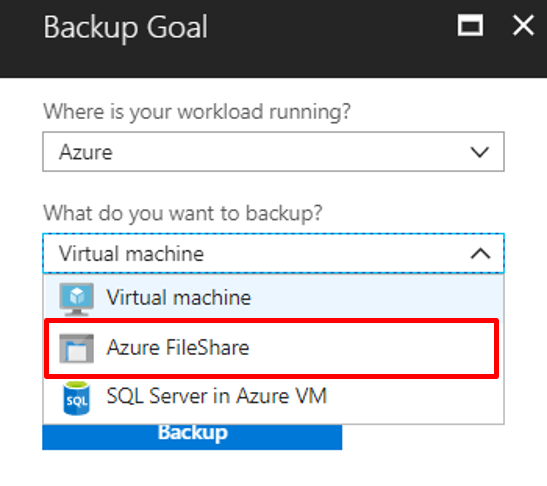 Backup Goal
Where is your workload running?
Azure
What do you want to backup?
Virtual machine
Virtual machine
Azure FileShare
SQL Server in Azure VM
SQL
Backup